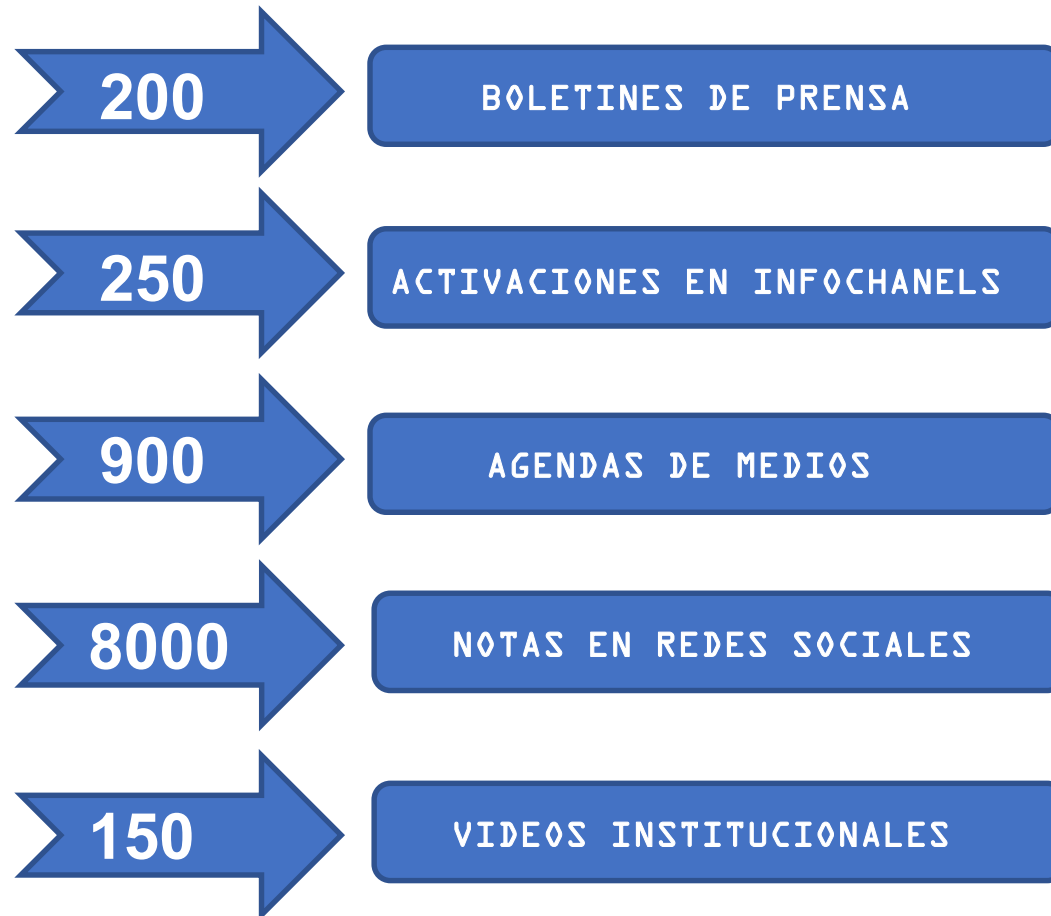 200
BOLETINES DE PRENSA
250
ACTIVACIONES EN INFOCHANELS
900
AGENDAS DE MEDIOS
8000
NOTAS EN REDES SOCIALES
150
VIDEOS INSTITUCIONALES